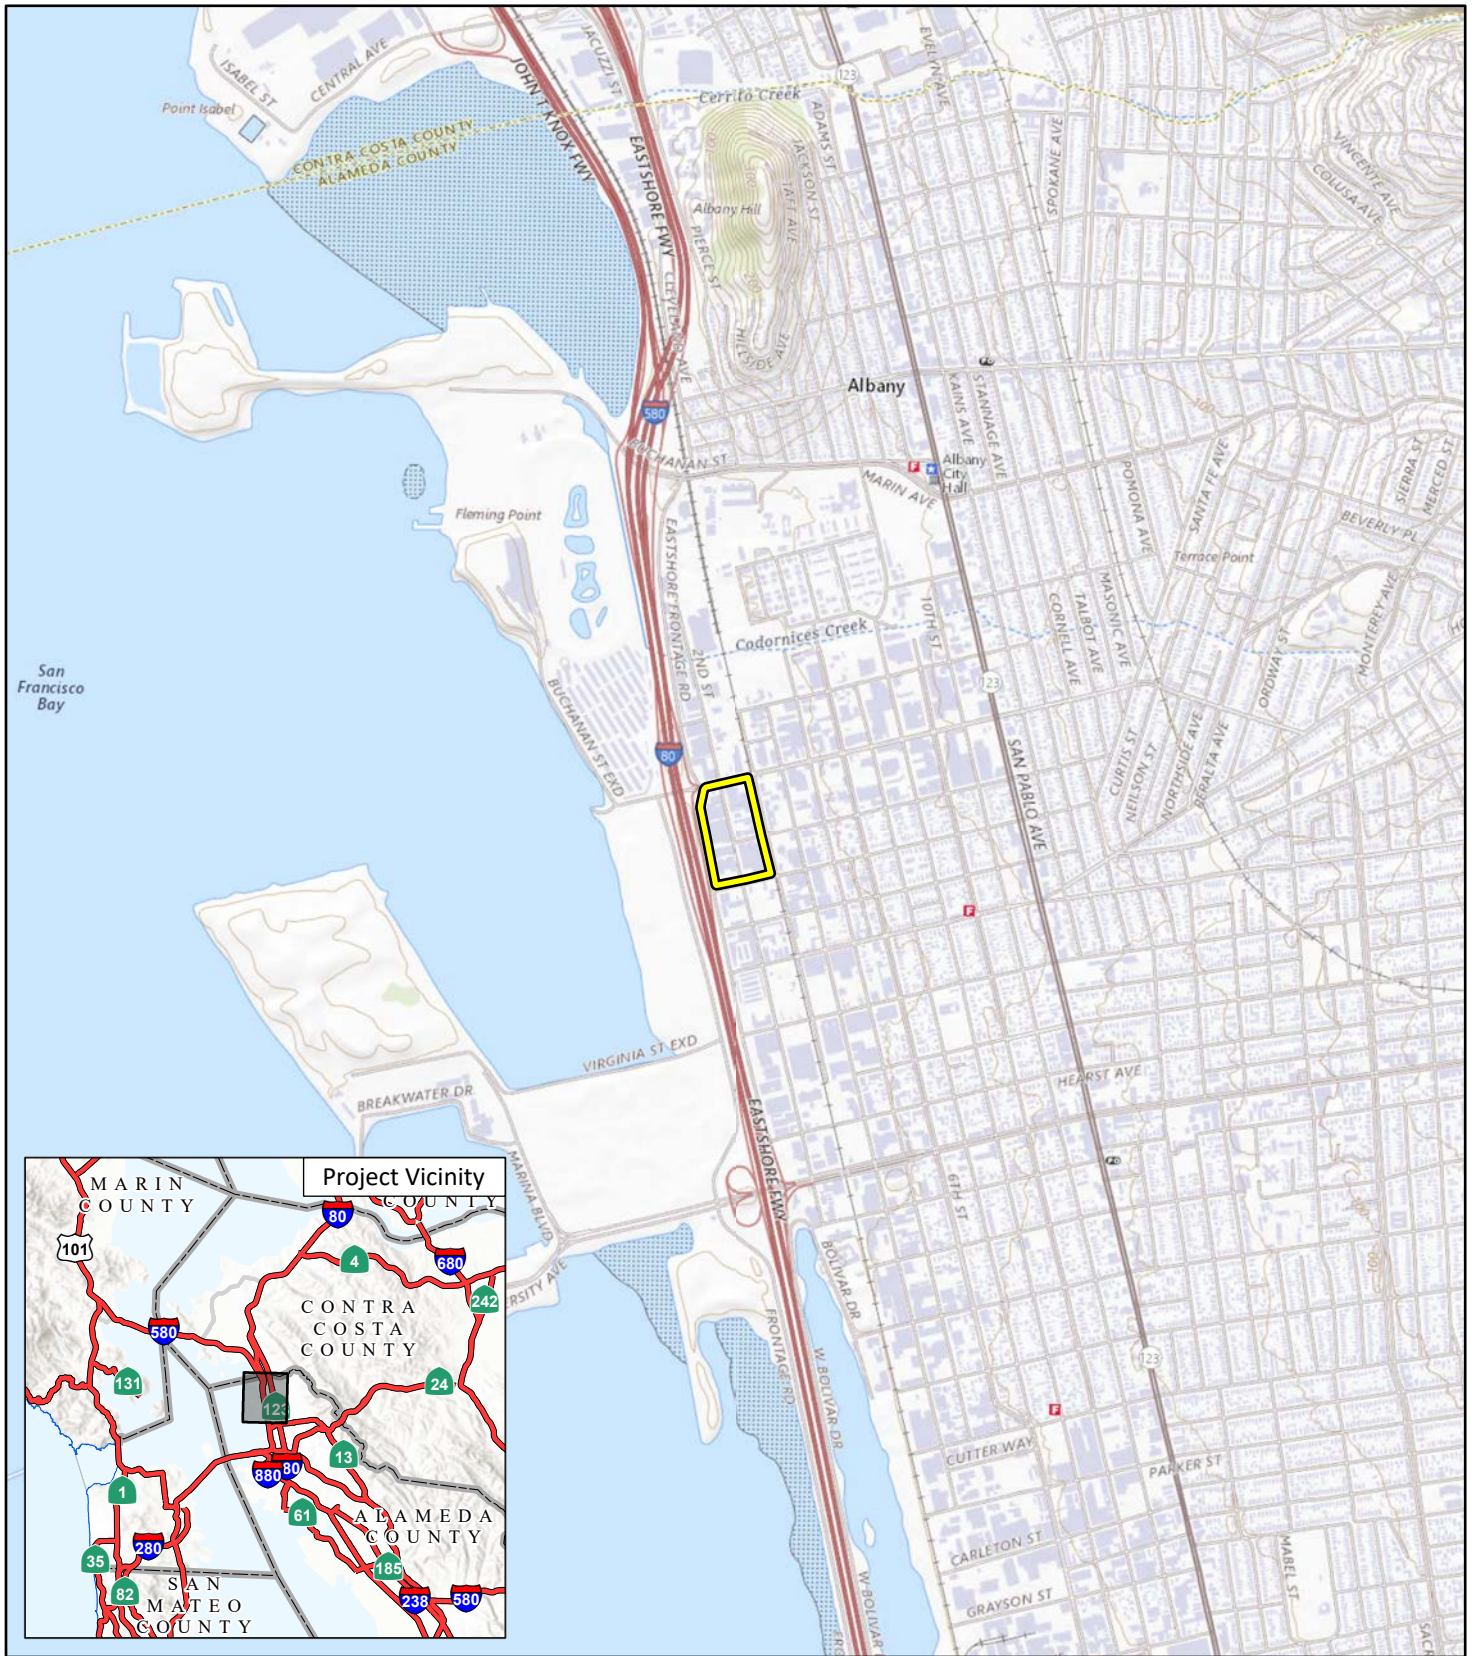 ISABEL ST
CENTRAL AVE
Point Isabel
CONTRA COSTA COUNTY
ALAMEDA COUNTY
JOHN T KNOX FWY
JACUZZI ST
EASTSHORE FWY
Cerrito Creek
123
EVELYN AVE
ADAMS ST
JACKSON ST
TAFT AVE
SPOKANE AVE
VINCENTE AVE
COLUSA AVE
Albany Hill
PIERCE ST
200
CLEVELAND AVE
HILLSIDE AVE
Albany
KAINS AVE
STANNAGE AVE
100
580
BUCHANAN ST
F
Albany
City
Hall
MARIN AVE
POMONA AVE
SANTA FE AVE
SIERRA ST
MERCED ST
BEVERLY PL
Terrace Point
Fleming Point
EASTSHORE FRONTAGE RD
2ND ST
Codornices Creek
10TH ST
CORNELL AVE
TALBOT AVE
MASONIC AVE
ORDWAY ST
MONTEREY AVE
San
Francisco
Bay
BUCHANAN ST EXD
80
123
SAN PABLO AVE
CURTIS ST
NEILSON ST
NORTHSIDE AVE
PERALTA AVE
F
VIRGINIA ST EXD
BREAKWATER DR
HEARST AVE
EASTSHORE FWY
MARINA BLVD
6TH ST
100
ERSITY AVE
BOLIVAR DR
FRONTAGE RD
W BOLIVAR DR
123
F
CUTTER WAY
PARKER ST
CARLETON ST
GRAYSON ST
MABEL ST
W BOLIVAR
SACR
Project Vicinity
MARIN
COUNTY
COUNTY
80
101
4
680
242
CONTRA
COSTA
COUNTY
580
131
24
123
13
880
80
1
61
ALAMEDA
COUNTY
280
35
185
82
SAN
MATEO
COUNTY
238
580